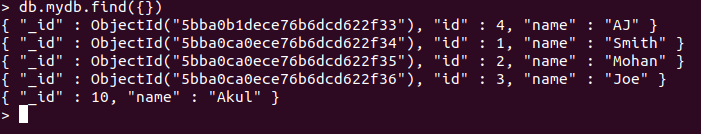 > db.mydb.find({})
{ "_id" : ObjectId("5bba0b1dece76b6dcd622f33"), "id" : 4, "name" : "AJ" }
{ "_id" : ObjectId("5bba0ca0ece76b6dcd622f34"), "id" : 1, "name" : "Smith" }
{ "_id" : ObjectId("5bba0ca0ece76b6dcd622f35"), "id" : 2, "name" : "Mohan" }
{ "_id" : ObjectId("5bba0ca0ece76b6dcd622f36"), "id" : 3, "name" : "Joe" }
{ "_id" : 10, "name" : "Akul" }
>